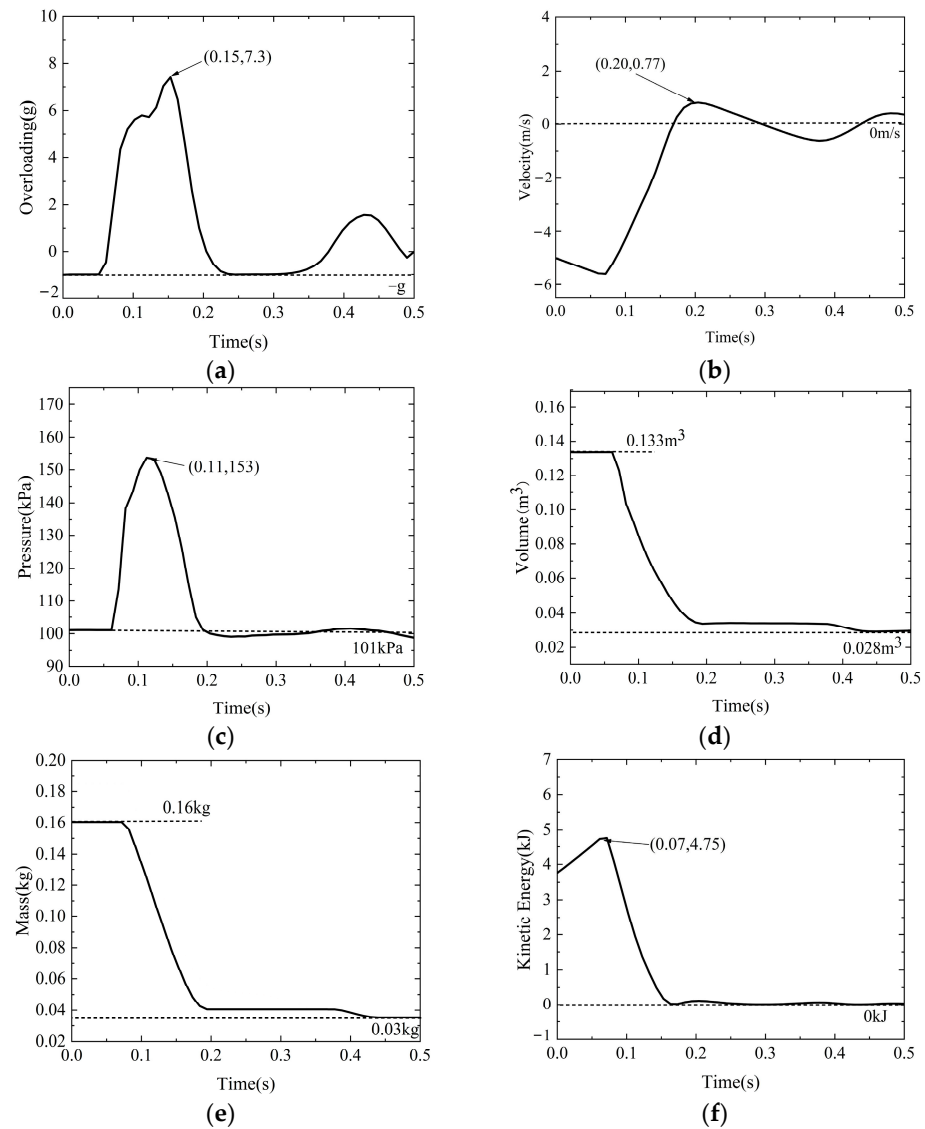 10
8
6
4
2
0
−2
Overloading(g)
(0.15,7.3)
−g
0.0 0.1 0.2 0.3 0.4 0.5
Time(s)
(a)
4
2
0
−2
−4
−6
Velocity(m/s)
(0.20,0.77)
0m/s
0.0 0.1 0.2 0.3 0.4 0.5
Time(s)
(b)
170
160
150
140
130
120
110
100
90
Pressure(kPa)
(0.11,153)
101kPa
0.0 0.1 0.2 0.3 0.4 0.5
Time(s)
(c)
0.16
0.14
0.12
0.10
0.08
0.06
0.04
0.02
Volume(m³)
0.133m³
0.028m³
0.0 0.1 0.2 0.3 0.4 0.5
Time(s)
(d)
0.20
0.18
0.16
0.14
0.12
0.10
0.08
0.06
0.04
0.02
Mass(kg)
0.16kg
0.03kg
0.0 0.1 0.2 0.3 0.4 0.5
Time(s)
(e)
7
6
5
4
3
2
1
0
−1
Kinetic Energy(kJ)
(0.07,4.75)
0kJ
0.0 0.1 0.2 0.3 0.4 0.5
Time(s)
(f)